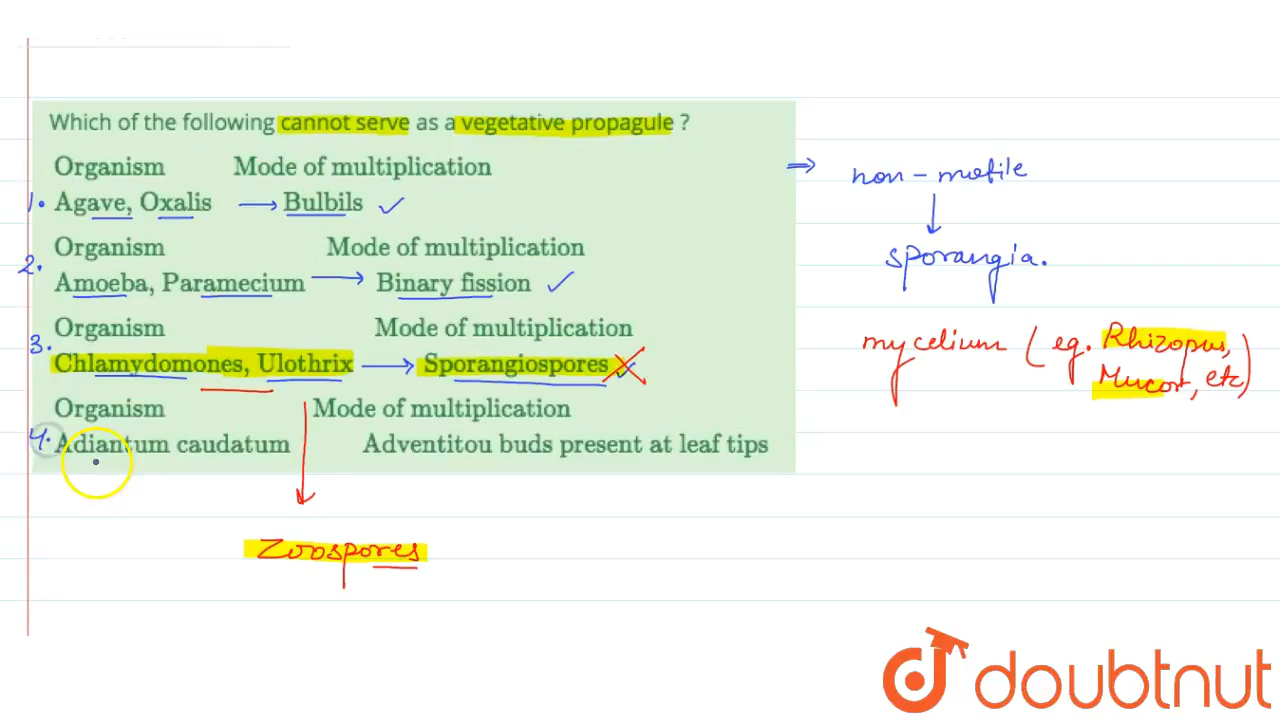 Which of the following cannot serve as a vegetative propagule ?
Organism Mode of multiplication
1. Agave, Oxalis → Bulbils ✓
Organism Mode of multiplication
2. Amoeba, Paramecium → Binary fission ✓
Organism Mode of multiplication
3. Chlamydomones, Ulothrix → Sporangiospores
Organism Mode of multiplication
4. Adiantum caudatum Adventitou buds present at leaf tips
Zoospores
⇒ non-motile
↓
sporangia.
mycelium (eg. Rhizopus,
Mucor, etc)
doubtnut